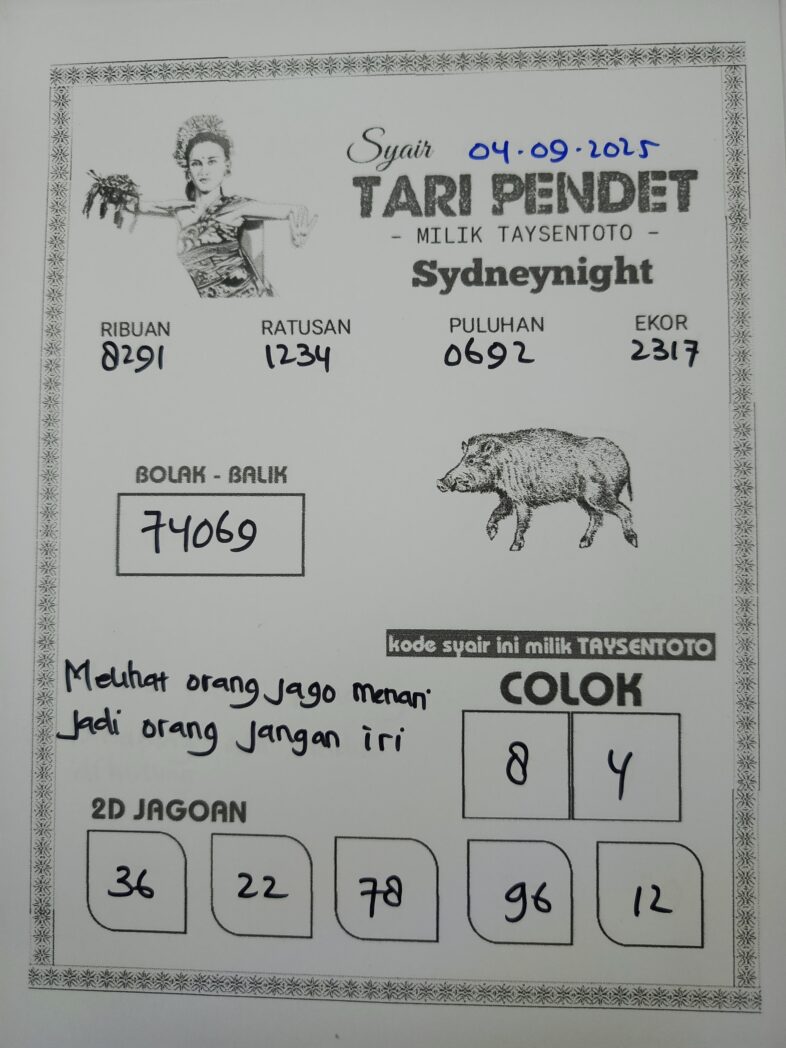 Syair 04.09.2025
TARI PENDET
- MILIK TAYSENTOTO -
Sydneynight
RIBUAN RATUSAN PULUHAN EKOR
8291 1234 0692 2317
BOLAK - BALIK
74069
kode syair ini milik TAYSENTOTO
Melihat orang jago menari
Jadi orang jangan iri
COLOK
8 4
2D JAGOAN
36 22 78 96 12